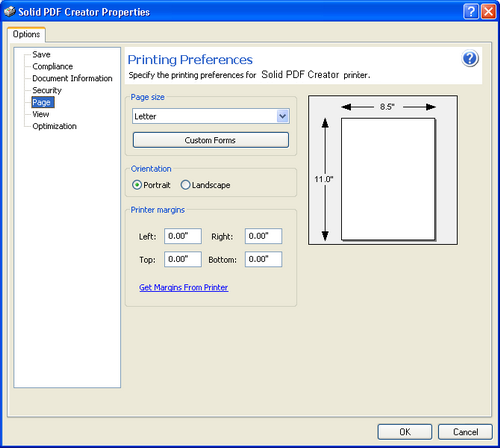 Solid PDF Creator Properties
Options
Save
Compliance
Document Information
Security
Page
View
Optimization
Printing Preferences
Specify the printing preferences for Solid PDF Creator printer.
Page size
Letter
Custom Forms
Orientation
Portrait Landscape
Printer margins
Left: 0.00" Right: 0.00"
Top: 0.00" Bottom: 0.00"
Get Margins From Printer
8.5"
11.0"
OK Cancel